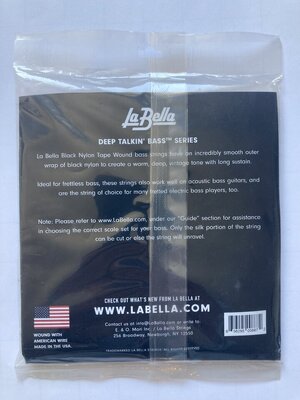 La Bella
DEEP TALKIN' BASS™ SERIES
La Bella Black Nylon Tape Wound bass strings have an incredibly smooth outer
wrap of black nylon to create a warm, deep, vintage tone with long sustain.
Ideal for fretless bass, these strings also work well on acoustic bass guitars, and
are the string of choice for many fretted electric bass players, too.
Note: Please refer to www.LaBella.com, under our "Guide" section for assistance
in choosing the correct scale set for your bass. Only the silk portion of the string
can be cut or else the string will unravel.
CHECK OUT WHAT'S NEW FROM LA BELLA AT
WWW.LABELLA.COM
Contact us at info@LaBella.com or write to:
E. & O. Mari Inc. / La Bella Strings
256 Broadway, Newburgh, NY 12550
WOUND WITH
AMERICAN WIRE
MADE IN THE U.S.A.
TRADEMARKED LA BELLA STRINGS. ALL RIGHTS RESERVED